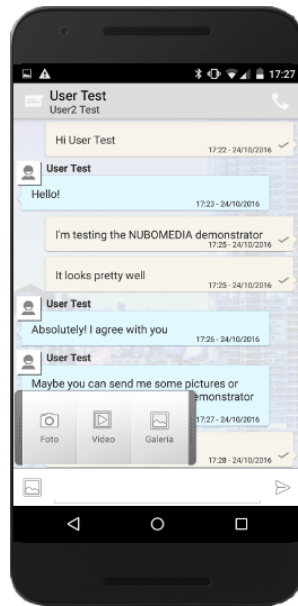 17:27
User Test
User2 Test
Hi User Test
17:22 - 24/10/2016
User Test
Hello!
17:23 - 24/10/2016
I'm testing the NUBOMEDIA demonstrator
17:25 - 24/10/2016
It looks pretty well
17:25 - 24/10/2016
User Test
Absolutely! I agree with you
17:26 - 24/10/2016
User Test
Maybe you can send me some pictures or
emonstrator
17:27 - 24/10/2016
Foto Vídeo Galería
17:28 - 24/10/2016